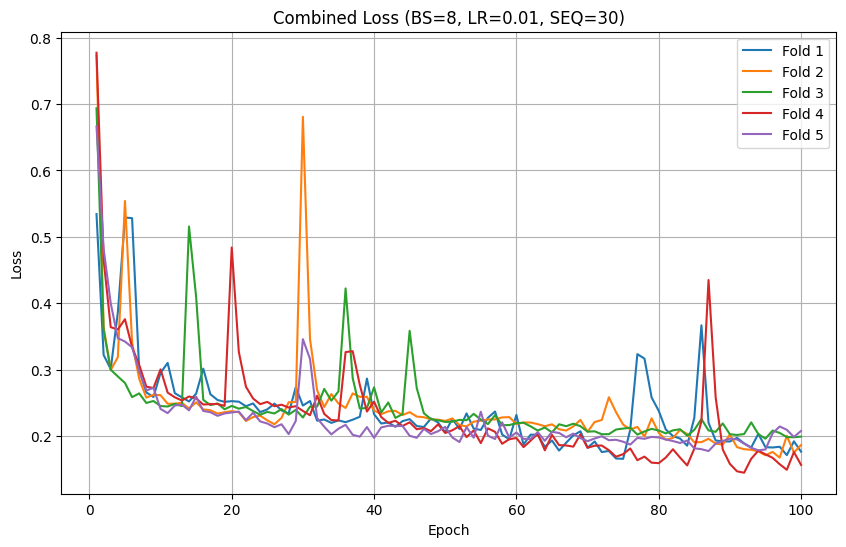 Combined Loss (BS=8, LR=0.01, SEQ=30)
Fold 1
Fold 2
Fold 3
Fold 4
Fold 5
Loss
0.8
0.7
0.6
0.5
0.4
0.3
0.2
0 20 40 60 80 100
Epoch